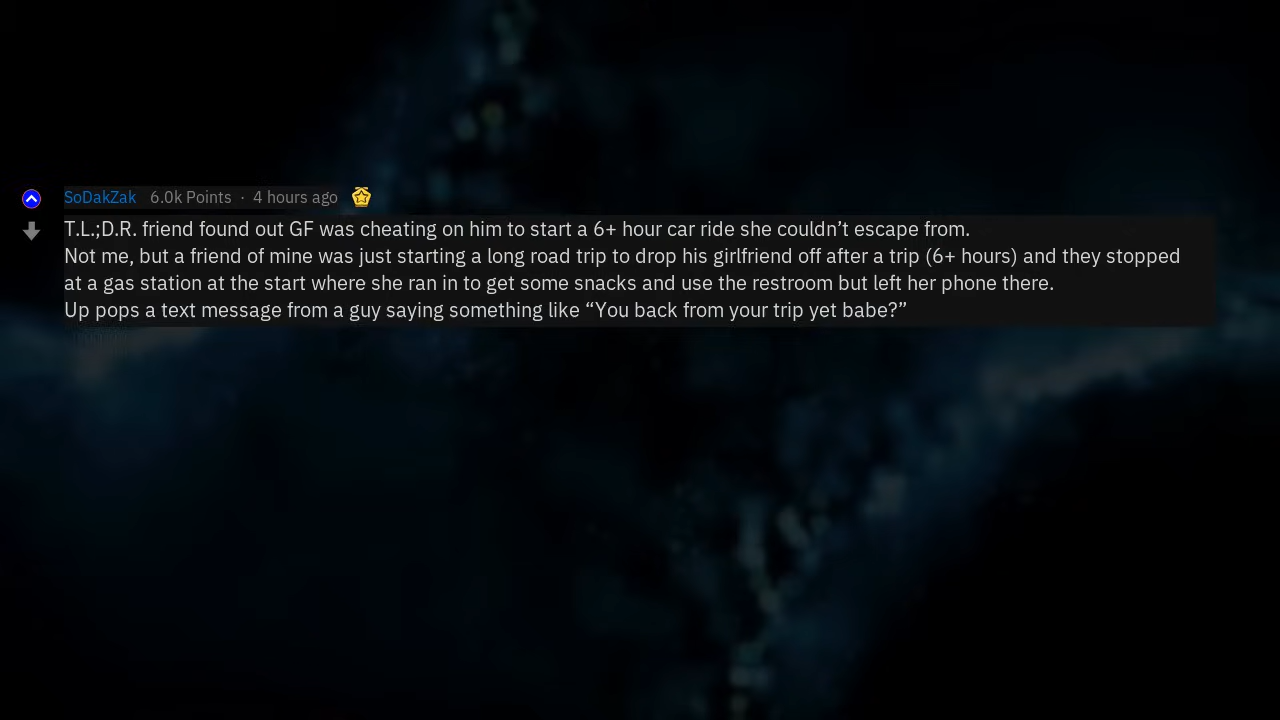 SoDakZak 6.0k Points · 4 hours ago
T.L.;D.R. friend found out GF was cheating on him to start a 6+ hour car ride she couldn’t escape from.
Not me, but a friend of mine was just starting a long road trip to drop his girlfriend off after a trip (6+ hours) and they stopped
at a gas station at the start where she ran in to get some snacks and use the restroom but left her phone there.
Up pops a text message from a guy saying something like “You back from your trip yet babe?”